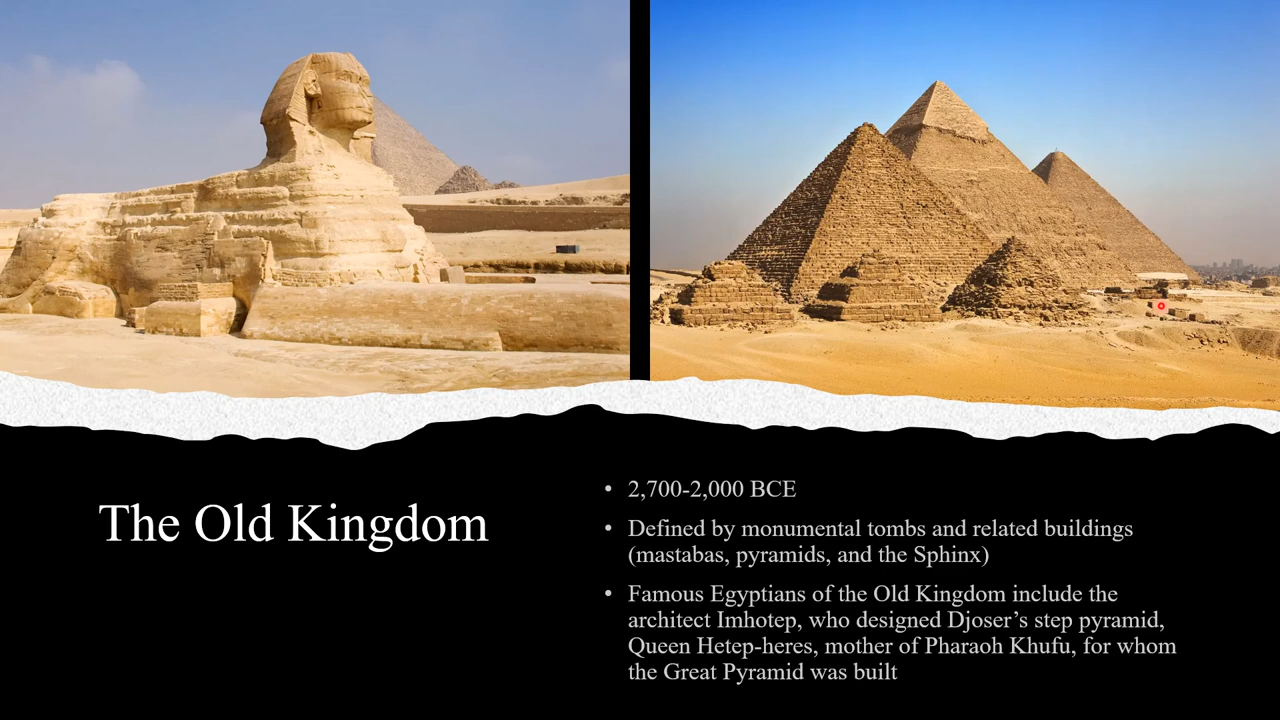 The Old Kingdom
• 2,700-2,000 BCE
• Defined by monumental tombs and related buildings
(mastabas, pyramids, and the Sphinx)
• Famous Egyptians of the Old Kingdom include the
architect Imhotep, who designed Djoser’s step pyramid,
Queen Hetep-heres, mother of Pharaoh Khufu, for whom
the Great Pyramid was built